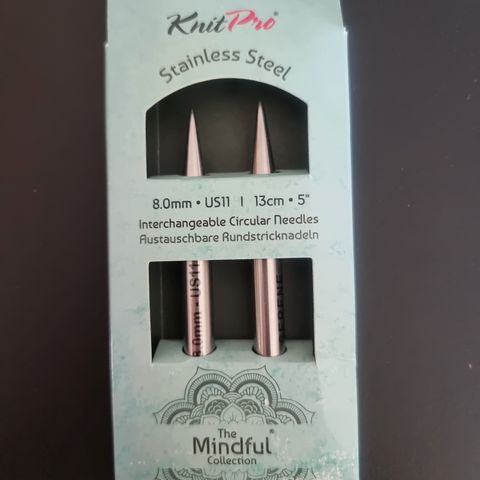 KnitPro®
Stainless Steel
8.0mm • US11 | 13cm • 5"
Interchangeable Circular Needles
Austauschbare Rundstricknadeln
8.0mm - US11
The
Mindful®
Collection